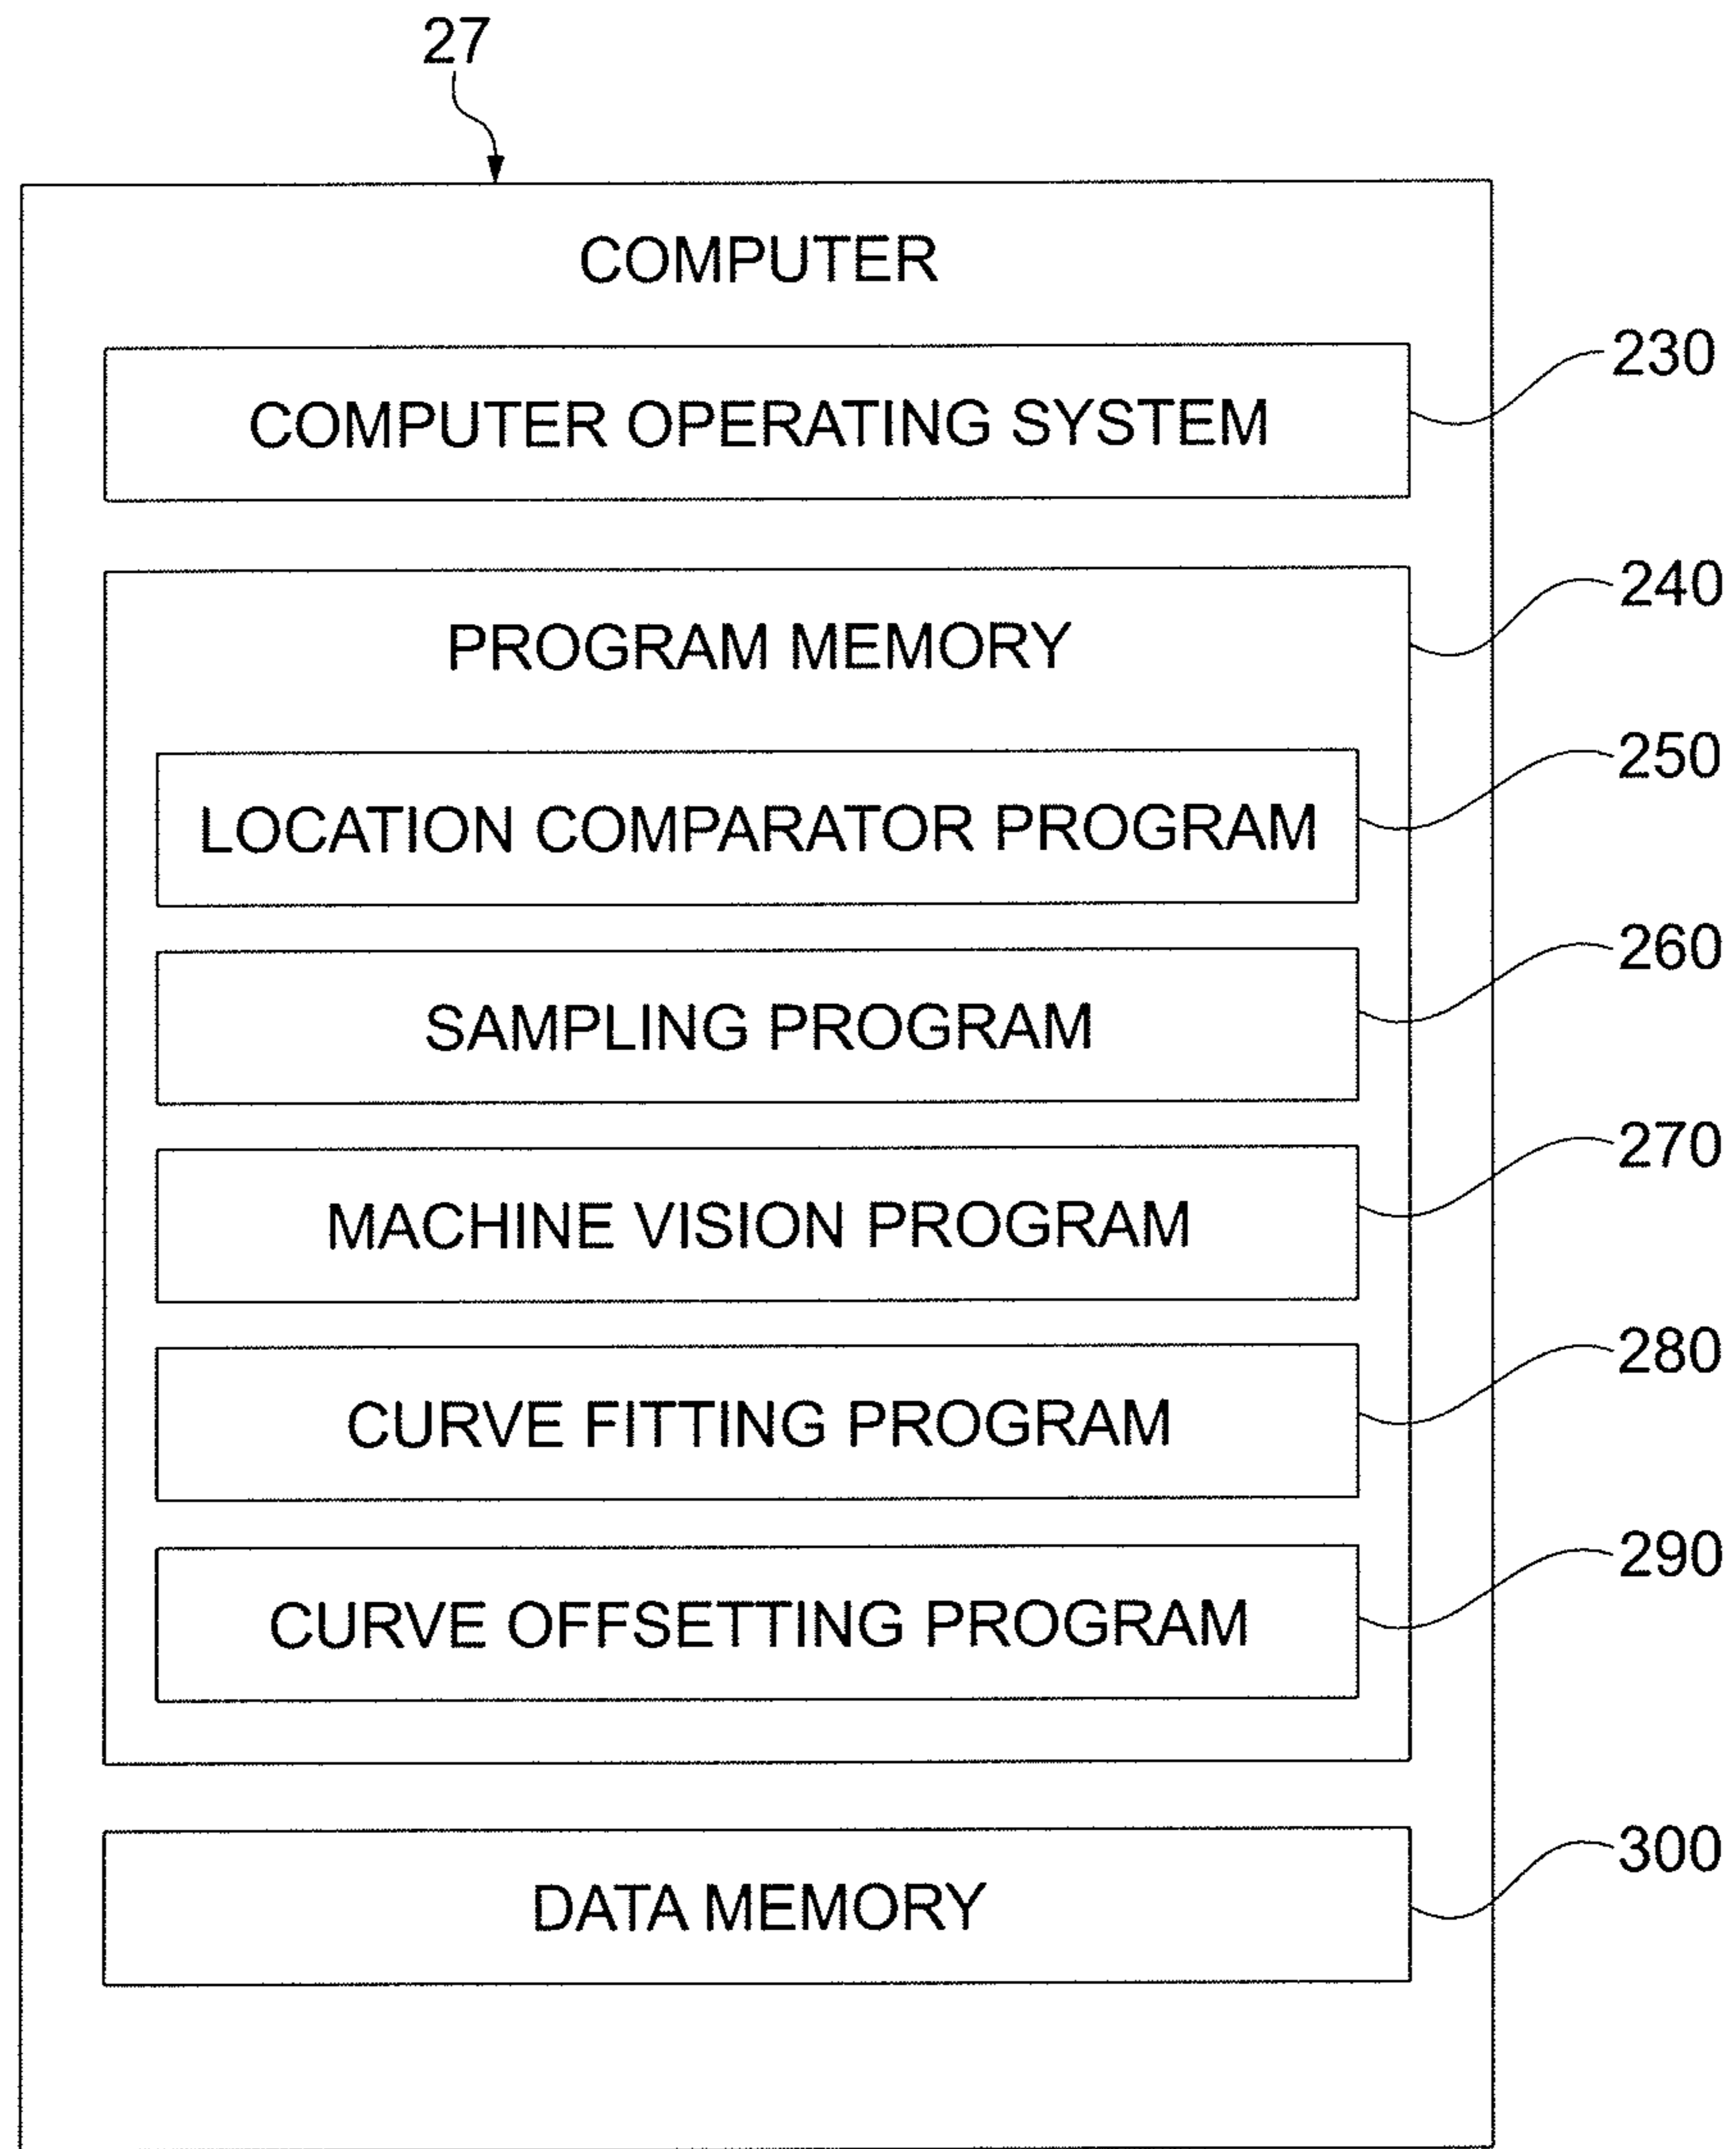 27
COMPUTER
COMPUTER OPERATING SYSTEM
230
PROGRAM MEMORY
240
LOCATION COMPARATOR PROGRAM
250
SAMPLING PROGRAM
260
MACHINE VISION PROGRAM
270
CURVE FITTING PROGRAM
280
CURVE OFFSETTING PROGRAM
290
DATA MEMORY
300